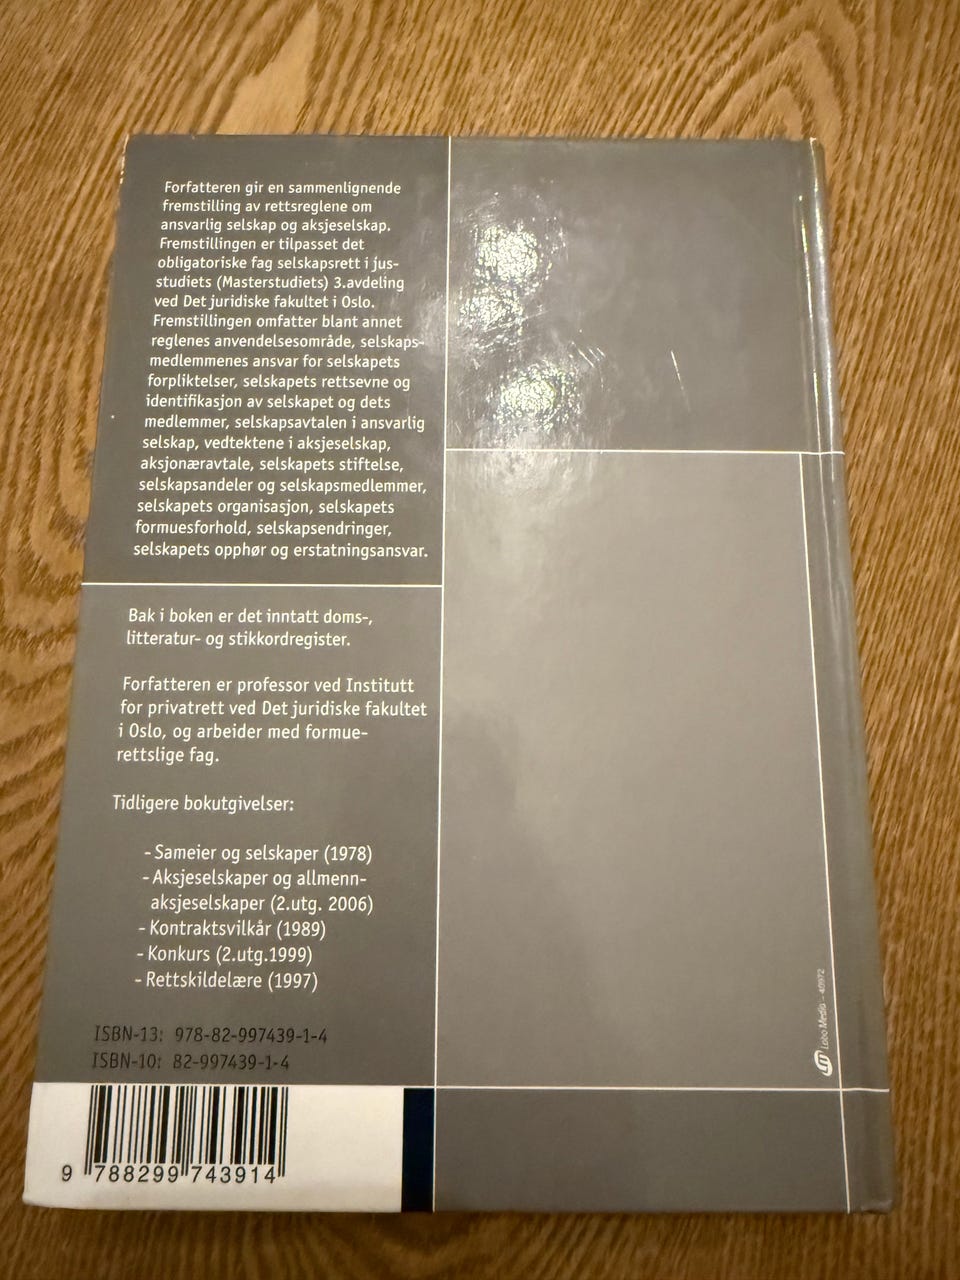 Forfatteren gir en sammenlignende
fremstilling av rettsreglene om
ansvarlig selskap og aksjeselskap.
Fremstillingen er tilpasset det
obligatoriske fag selskapsrett i jus-
studiets (Masterstudiets) 3.avdeling
ved Det juridiske fakultet i Oslo.
Fremstillingen omfatter blant annet
reglenes anvendelsesområde, selskaps-
medlemmenes ansvar for selskapets
forpliktelser, selskapets rettsevne og
identifikasjon av selskapet og dets
medlemmer, selskapsavtalen i ansvarlig
selskap, vedtektene i aksjeselskap,
aksjonæravtale, selskapets stiftelse,
selskapsandeler og selskapsmedlemmer,
selskapets organisasjon, selskapets
formuesforhold, selskapsendringer,
selskapets opphør og erstatningsansvar.
Bak i boken er det inntatt doms-,
litteratur- og stikkordregister.
Forfatteren er professor ved Institutt
for privatrett ved Det juridiske fakultet
i Oslo, og arbeider med formue-
rettslige fag.
Tidligere bokutgivelser:
- Sameier og selskaper (1978)
- Aksjeselskaper og allmenn-
aksjeselskaper (2.utg. 2006)
- Kontraktsvilkår (1989)
- Konkurs (2.utg.1999)
- Rettskildelære (1997)
ISBN-13: 978-82-997439-1-4
ISBN-10: 82-997439-1-4
9 788299 743914
Lobo Media - 40972